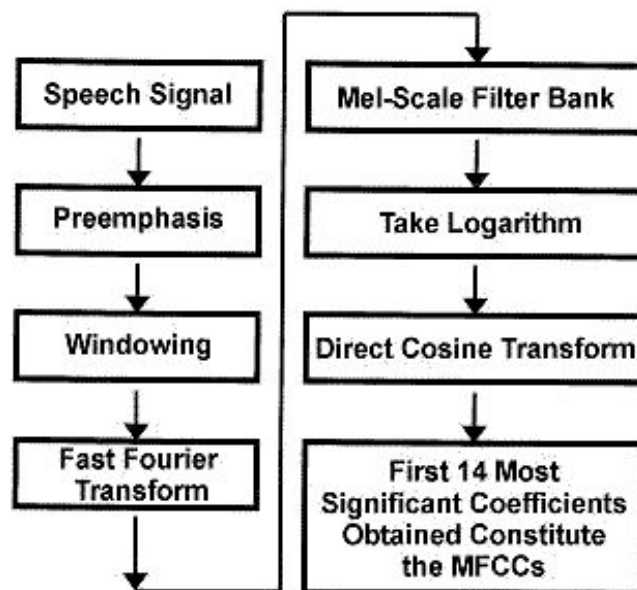 Speech Signal
Preemphasis
Windowing
Fast Fourier
Transform
Mel-Scale Filter Bank
Take Logarithm
Direct Cosine Transform
First 14 Most
Significant Coefficients
Obtained Constitute
the MFCCs